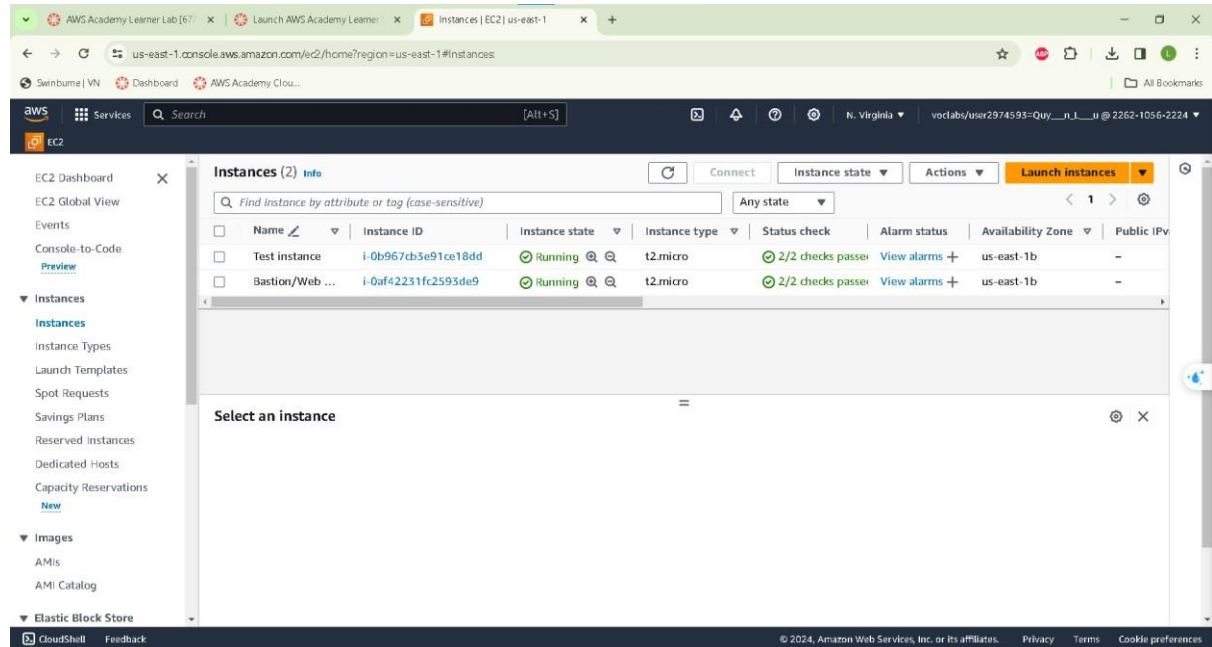 AWS Academy Learner Lab [67
Launch AWS Academy Learner
Instances | EC2 | us-east-1
us-east-1.console.aws.amazon.com/ec2/home?region=us-east-1#Instances:
Swinburne | VN
Dashboard
AWS Academy Clou...
All Bookmarks
aws
Services
Search
[Alt+S]
N. Virginia
voclabs/user2974593=Quy__n_L__u @ 2262-1056-2224
EC2
EC2 Dashboard
EC2 Global View
Events
Console-to-Code
Preview
Instances
Instances
Instance Types
Launch Templates
Spot Requests
Savings Plans
Reserved Instances
Dedicated Hosts
Capacity Reservations
New
Images
AMIs
AMI Catalog
Elastic Block Store
Instances (2) Info
Connect
Instance state
Actions
Launch instances
Find Instance by attribute or tag (case-sensitive)
Any state
1
Name Instance ID Instance state Instance type Status check Alarm status Availability Zone Public IPv
Test instance i-0b967cb3e91ce18dd Running t2.micro 2/2 checks passe View alarms + us-east-1b –
Bastion/Web ... i-0af42231fc2593de9 Running t2.micro 2/2 checks passe View alarms + us-east-1b –
Select an instance
CloudShell Feedback
© 2024, Amazon Web Services, Inc. or its affiliates. Privacy Terms Cookie preferences